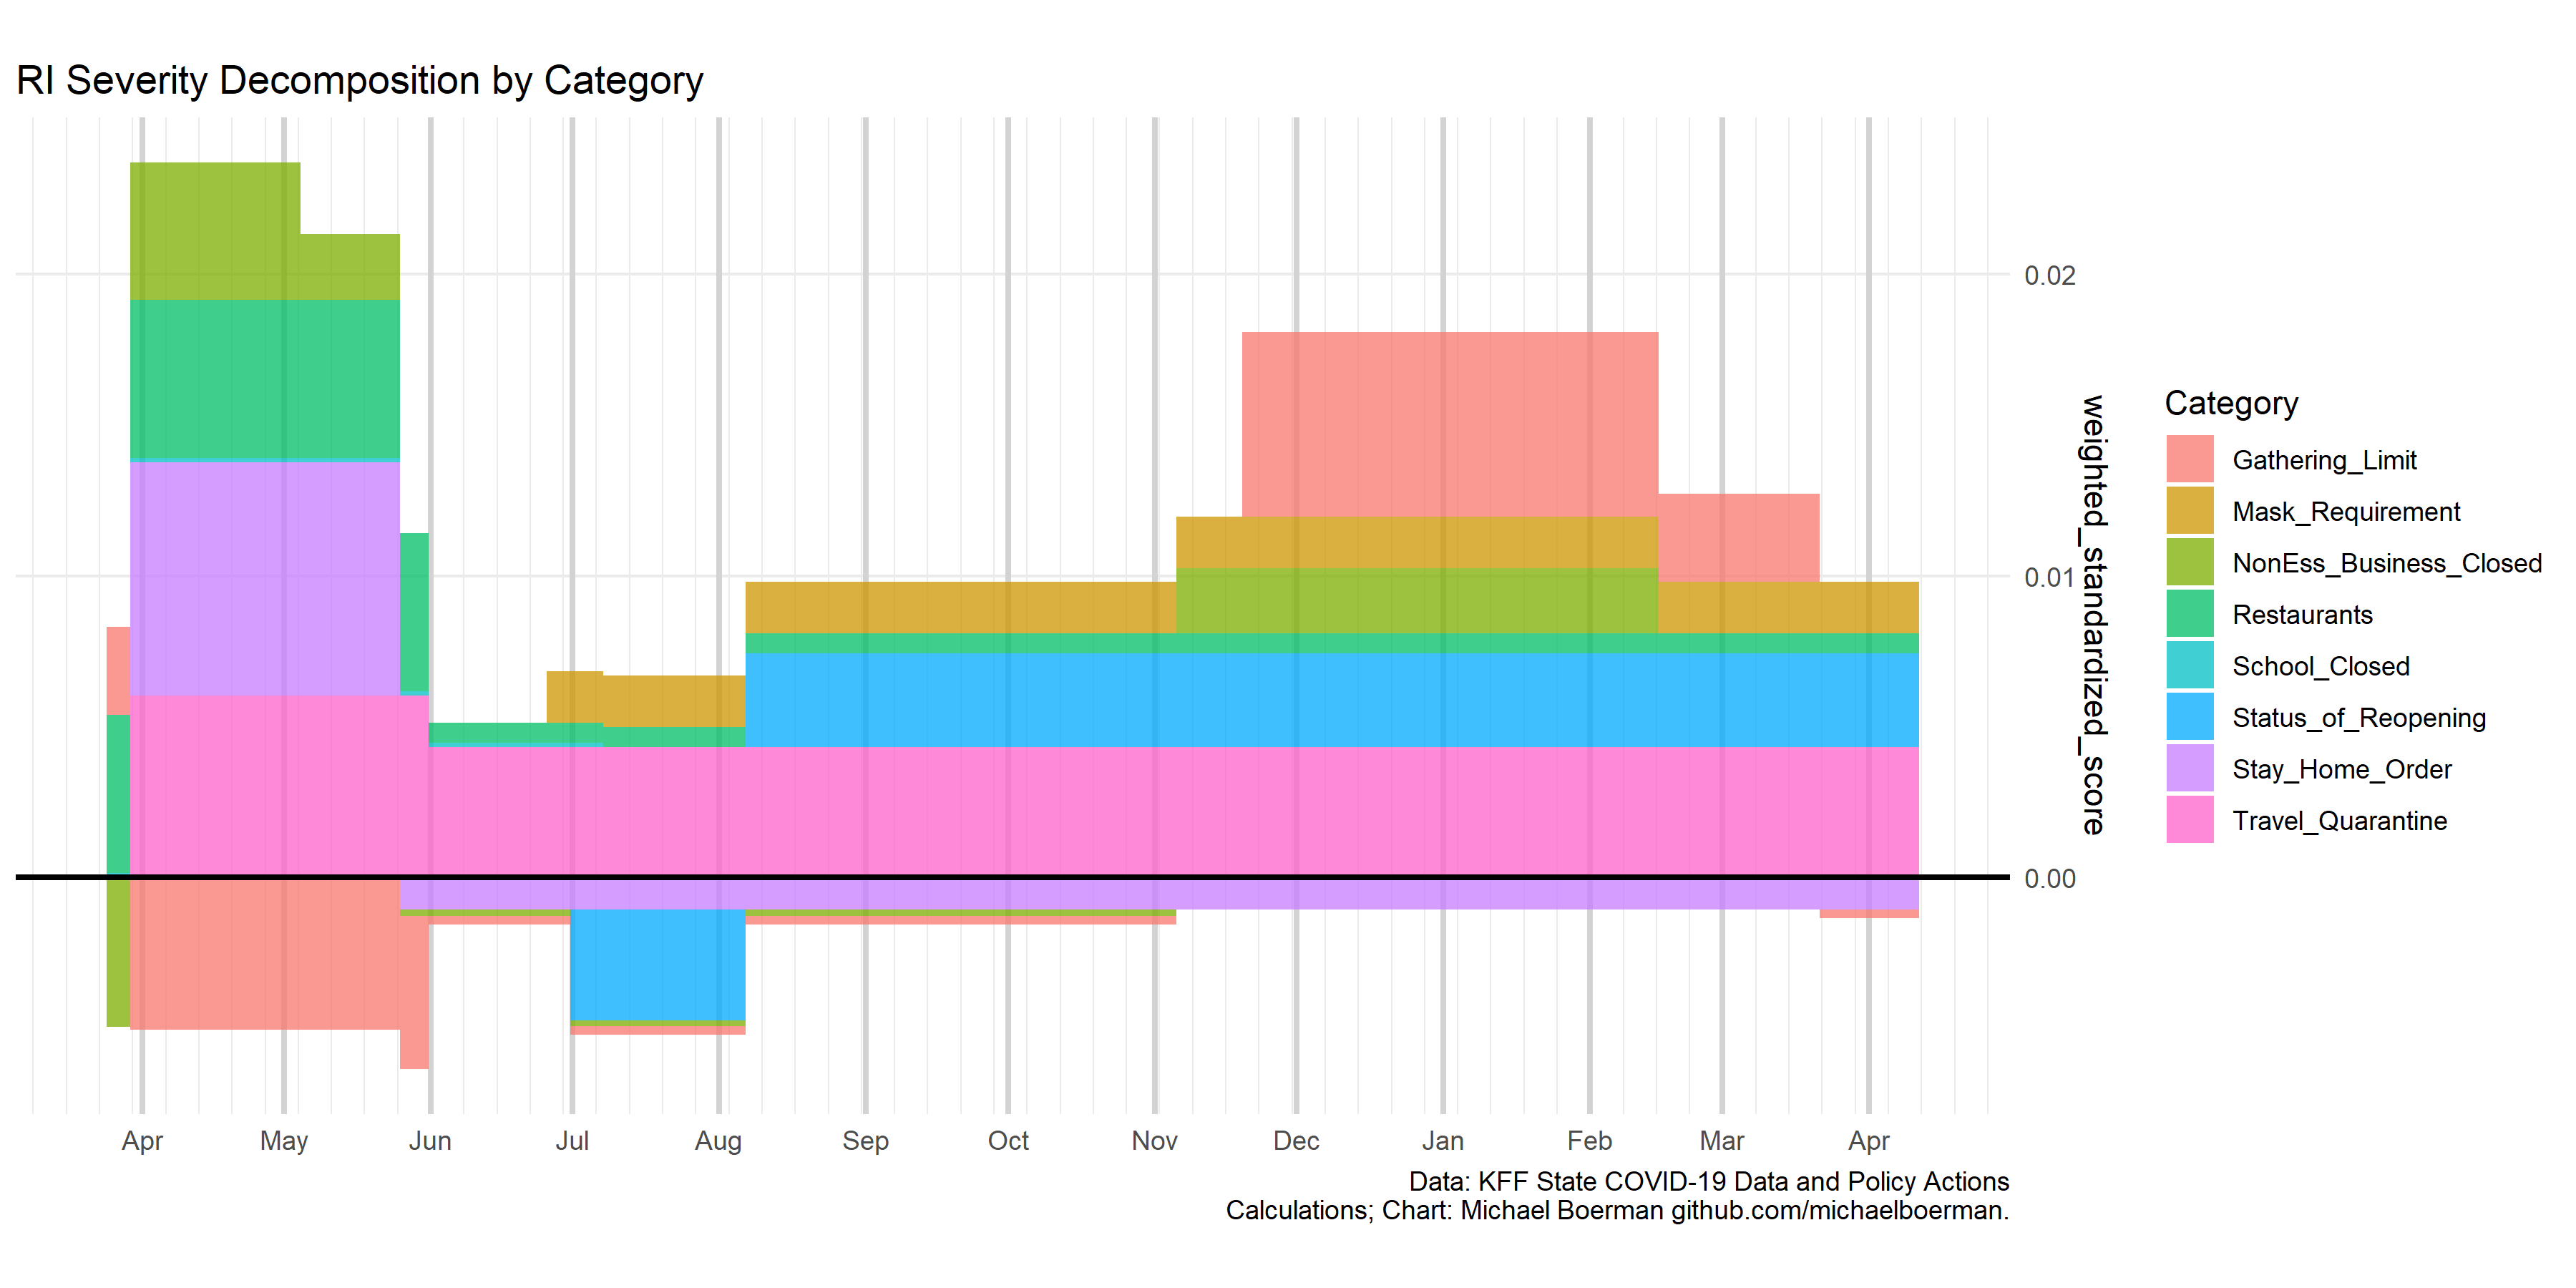 RI Severity Decomposition by Category
0.02
0.01
0.00
weighted_standardized_score
Category
Gathering_Limit
Mask_Requirement
NonEss_Business_Closed
Restaurants
School_Closed
Status_of_Reopening
Stay_Home_Order
Travel_Quarantine
Apr May Jun Jul Aug Sep Oct Nov Dec Jan Feb Mar Apr
Data: KFF State COVID-19 Data and Policy Actions
Calculations; Chart: Michael Boerman github.com/michaelboerman.